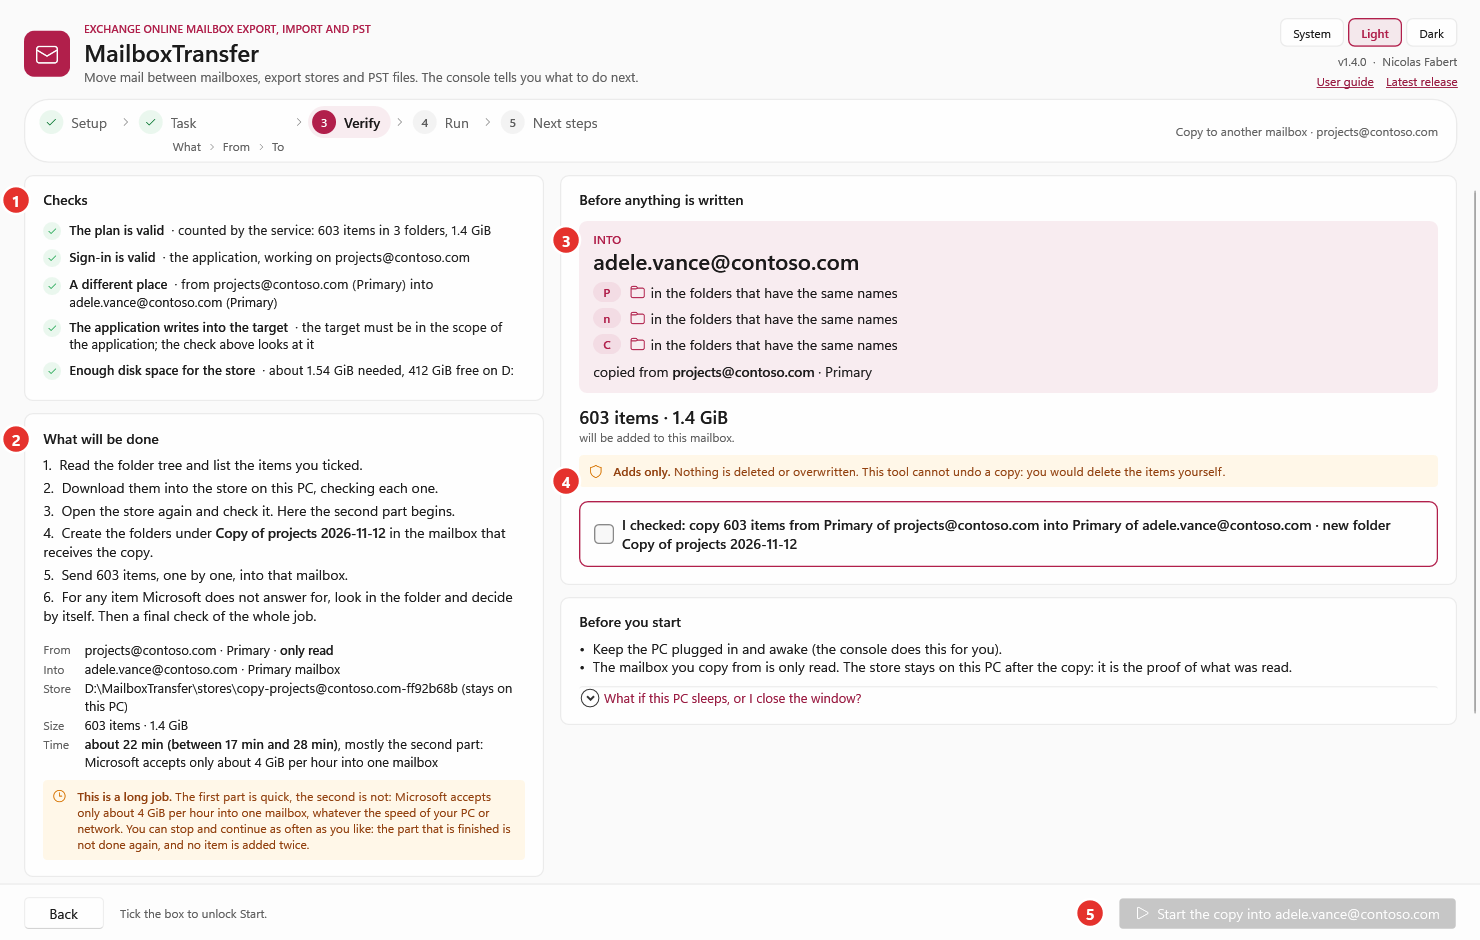 EXCHANGE ONLINE MAILBOX EXPORT, IMPORT AND PST
MailboxTransfer
Move mail between mailboxes, export stores and PST files. The console tells you what to do next.
System Light Dark
v1.4.0 · Nicolas Fabert
User guide Latest release
Setup Task 3 Verify 4 Run 5 Next steps
What From To
Copy to another mailbox · projects@contoso.com
1
Checks
The plan is valid · counted by the service: 603 items in 3 folders, 1.4 GiB
Sign-in is valid · the application, working on projects@contoso.com
A different place · from projects@contoso.com (Primary) into
adele.vance@contoso.com (Primary)
The application writes into the target · the target must be in the scope of
the application; the check above looks at it
Enough disk space for the store · about 1.54 GiB needed, 412 GiB free on D:
2
What will be done
1. Read the folder tree and list the items you ticked.
2. Download them into the store on this PC, checking each one.
3. Open the store again and check it. Here the second part begins.
4. Create the folders under Copy of projects 2026-11-12 in the mailbox that
receives the copy.
5. Send 603 items, one by one, into that mailbox.
6. For any item Microsoft does not answer for, look in the folder and decide
by itself. Then a final check of the whole job.
From projects@contoso.com · Primary · only read
Into adele.vance@contoso.com · Primary mailbox
Store D:\MailboxTransfer\stores\copy-projects@contoso.com-ff92b68b (stays on
this PC)
Size 603 items · 1.4 GiB
Time about 22 min (between 17 min and 28 min), mostly the second part:
Microsoft accepts only about 4 GiB per hour into one mailbox
This is a long job. The first part is quick, the second is not: Microsoft accepts
only about 4 GiB per hour into one mailbox, whatever the speed of your PC or
network. You can stop and continue as often as you like: the part that is finished is
not done again, and no item is added twice.
Before anything is written
3
INTO
adele.vance@contoso.com
P in the folders that have the same names
n in the folders that have the same names
C in the folders that have the same names
copied from projects@contoso.com · Primary
603 items · 1.4 GiB
will be added to this mailbox.
4
Adds only. Nothing is deleted or overwritten. This tool cannot undo a copy: you would delete the items yourself.
I checked: copy 603 items from Primary of projects@contoso.com into Primary of adele.vance@contoso.com · new folder
Copy of projects 2026-11-12
Before you start
• Keep the PC plugged in and awake (the console does this for you).
• The mailbox you copy from is only read. The store stays on this PC after the copy: it is the proof of what was read.
What if this PC sleeps, or I close the window?
Back Tick the box to unlock Start.
5
Start the copy into adele.vance@contoso.com